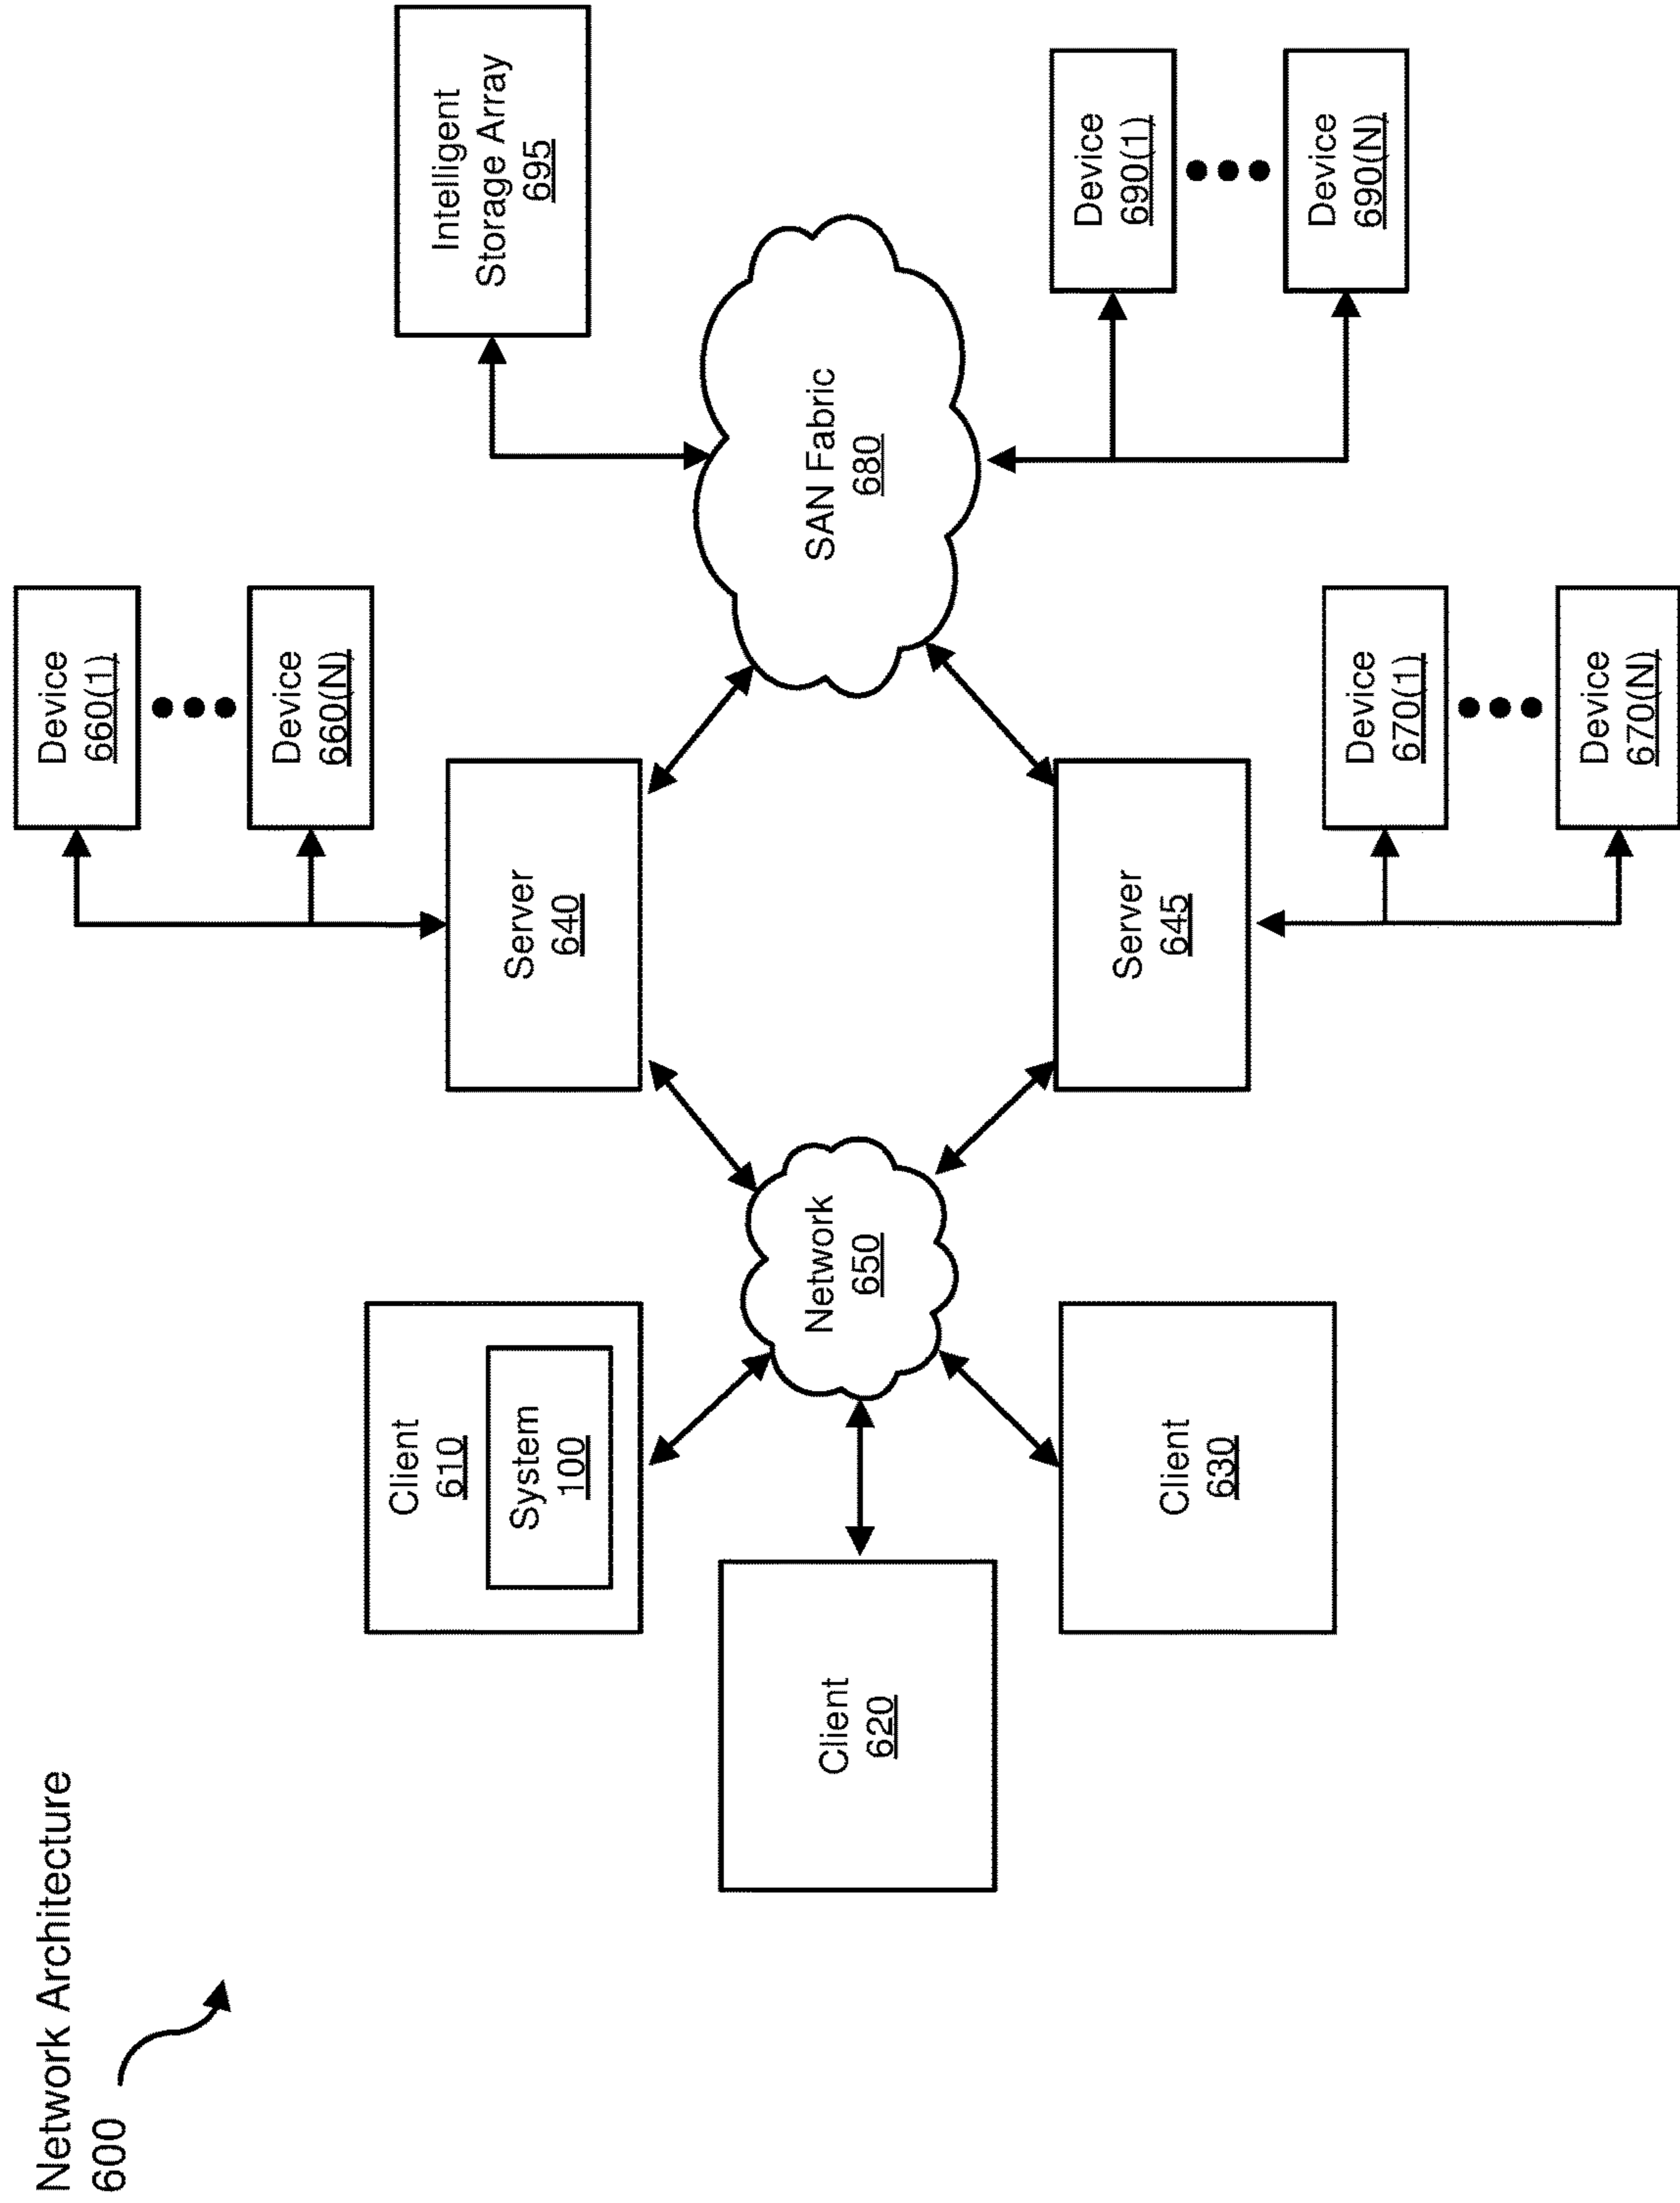 Network Architecture
600
Device
660(1)
Device
660(N)
Intelligent
Storage Array
695
Client
610
System
100
Server
640
Client
620
Network
650
SAN Fabric
680
Client
630
Server
645
Device
690(1)
Device
690(N)
Device
670(1)
Device
670(N)